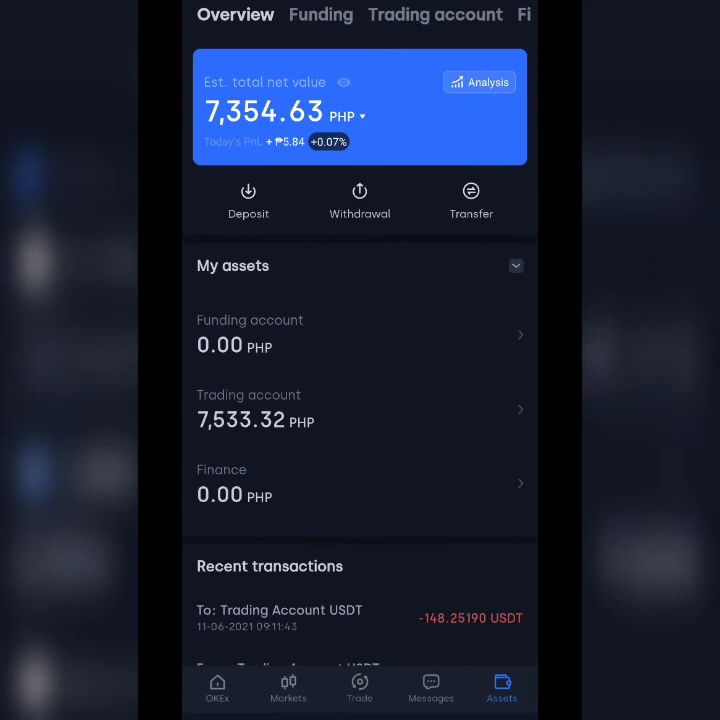 Overview Funding Trading account Fi
Est. total net value
Analysis
7,354.63 PHP
Today's PnL + ₱5.84 +0.07%
Deposit Withdrawal Transfer
My assets
Funding account
0.00 PHP
Trading account
7,533.32 PHP
Finance
0.00 PHP
Recent transactions
To: Trading Account USDT
-148.25190 USDT
11-06-2021 09:11:43
OKEx Markets Trade Messages Assets